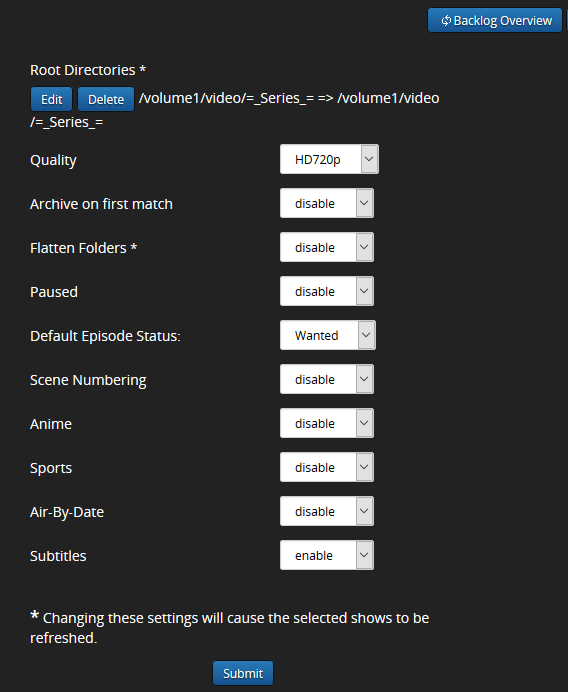 Backlog Overview
Root Directories *
Edit Delete /volume1/video/=_Series_= => /volume1/video
/=_Series_=
Quality HD720p
Archive on first match disable
Flatten Folders * disable
Paused disable
Default Episode Status: Wanted
Scene Numbering disable
Anime disable
Sports disable
Air-By-Date disable
Subtitles enable
* Changing these settings will cause the selected shows to be
refreshed.
Submit